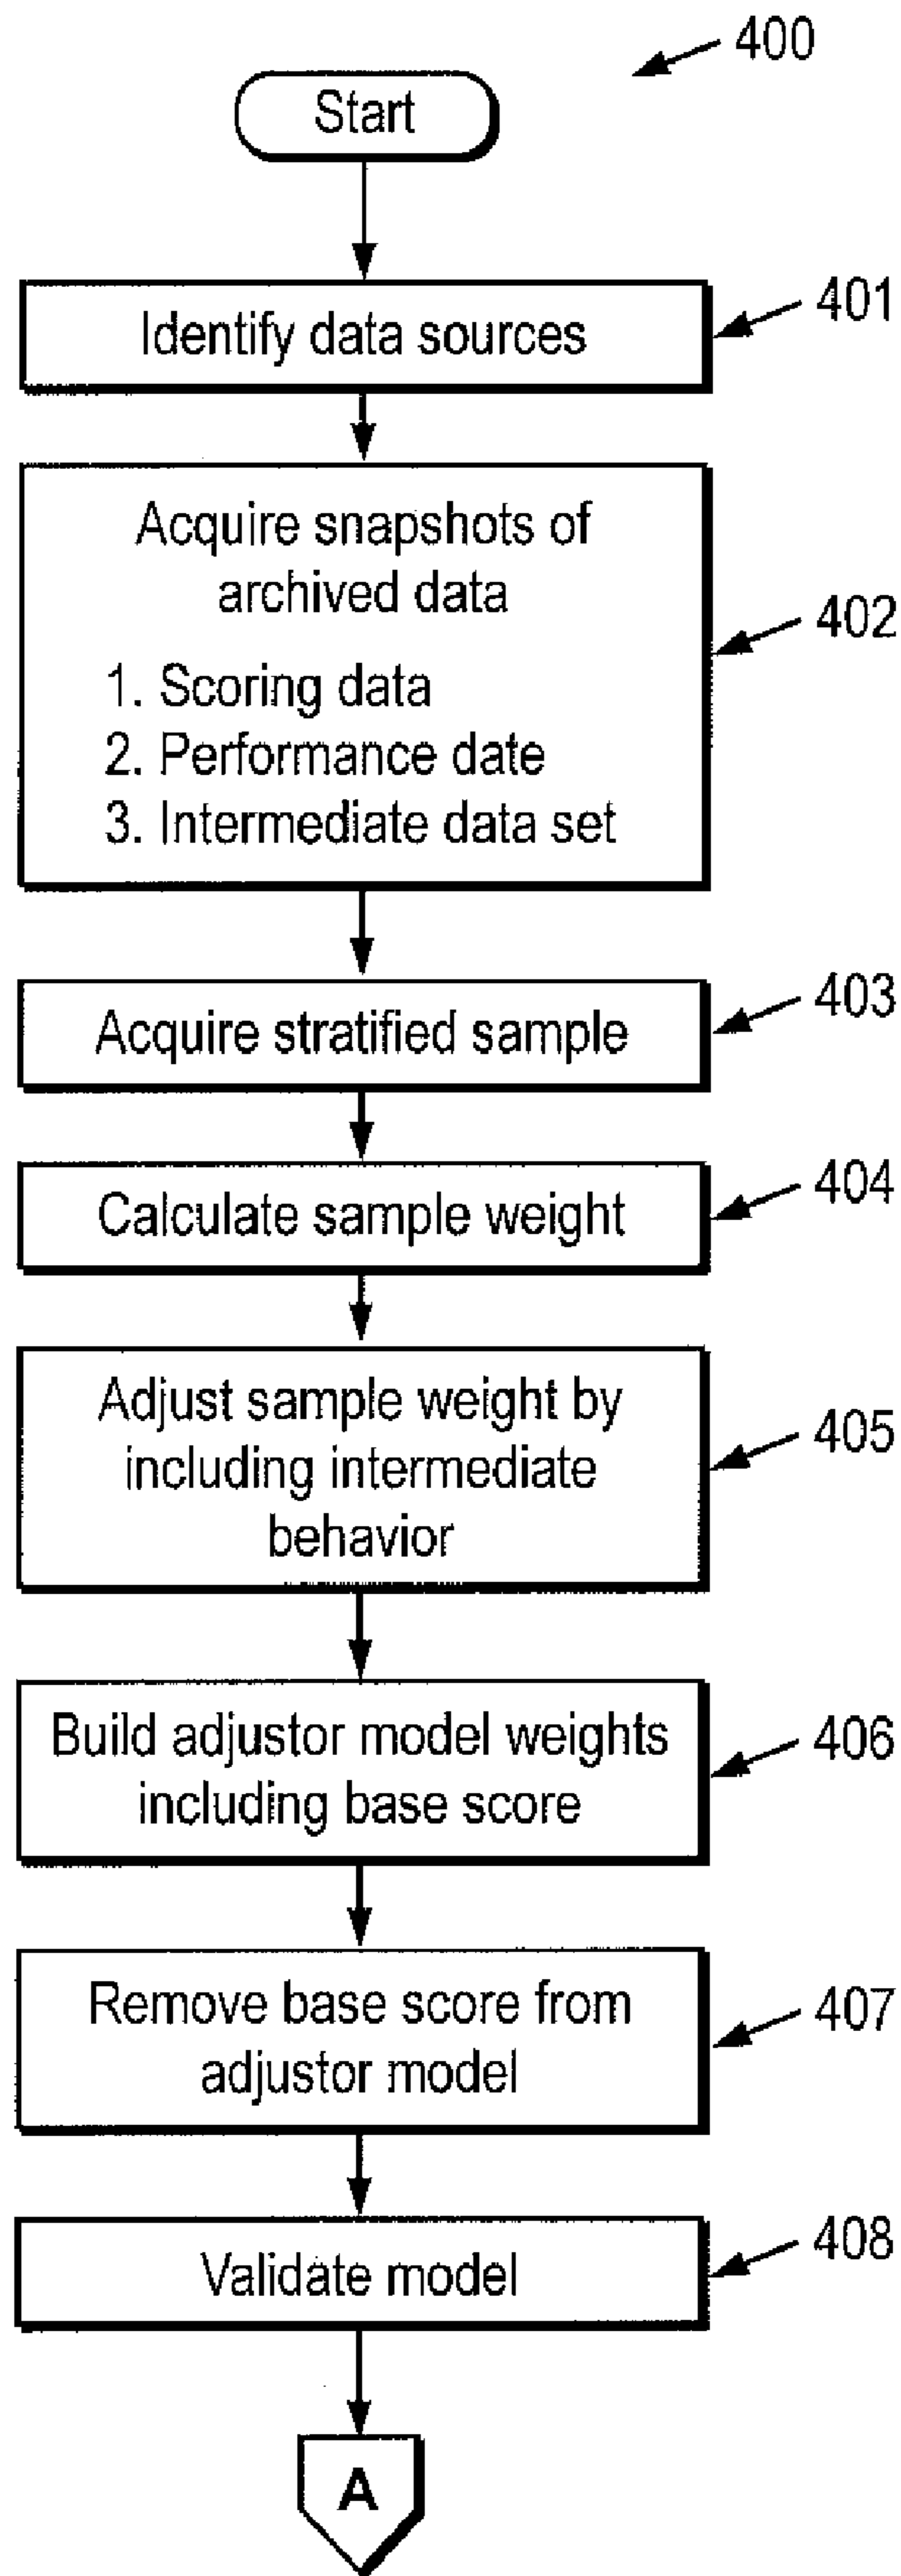 400
Start
Identify data sources
401
Acquire snapshots of
archived data
1. Scoring data
2. Performance date
3. Intermediate data set
402
Acquire stratified sample
403
Calculate sample weight
404
Adjust sample weight by
including intermediate
behavior
405
Build adjustor model weights
including base score
406
Remove base score from
adjustor model
407
Validate model
408
A